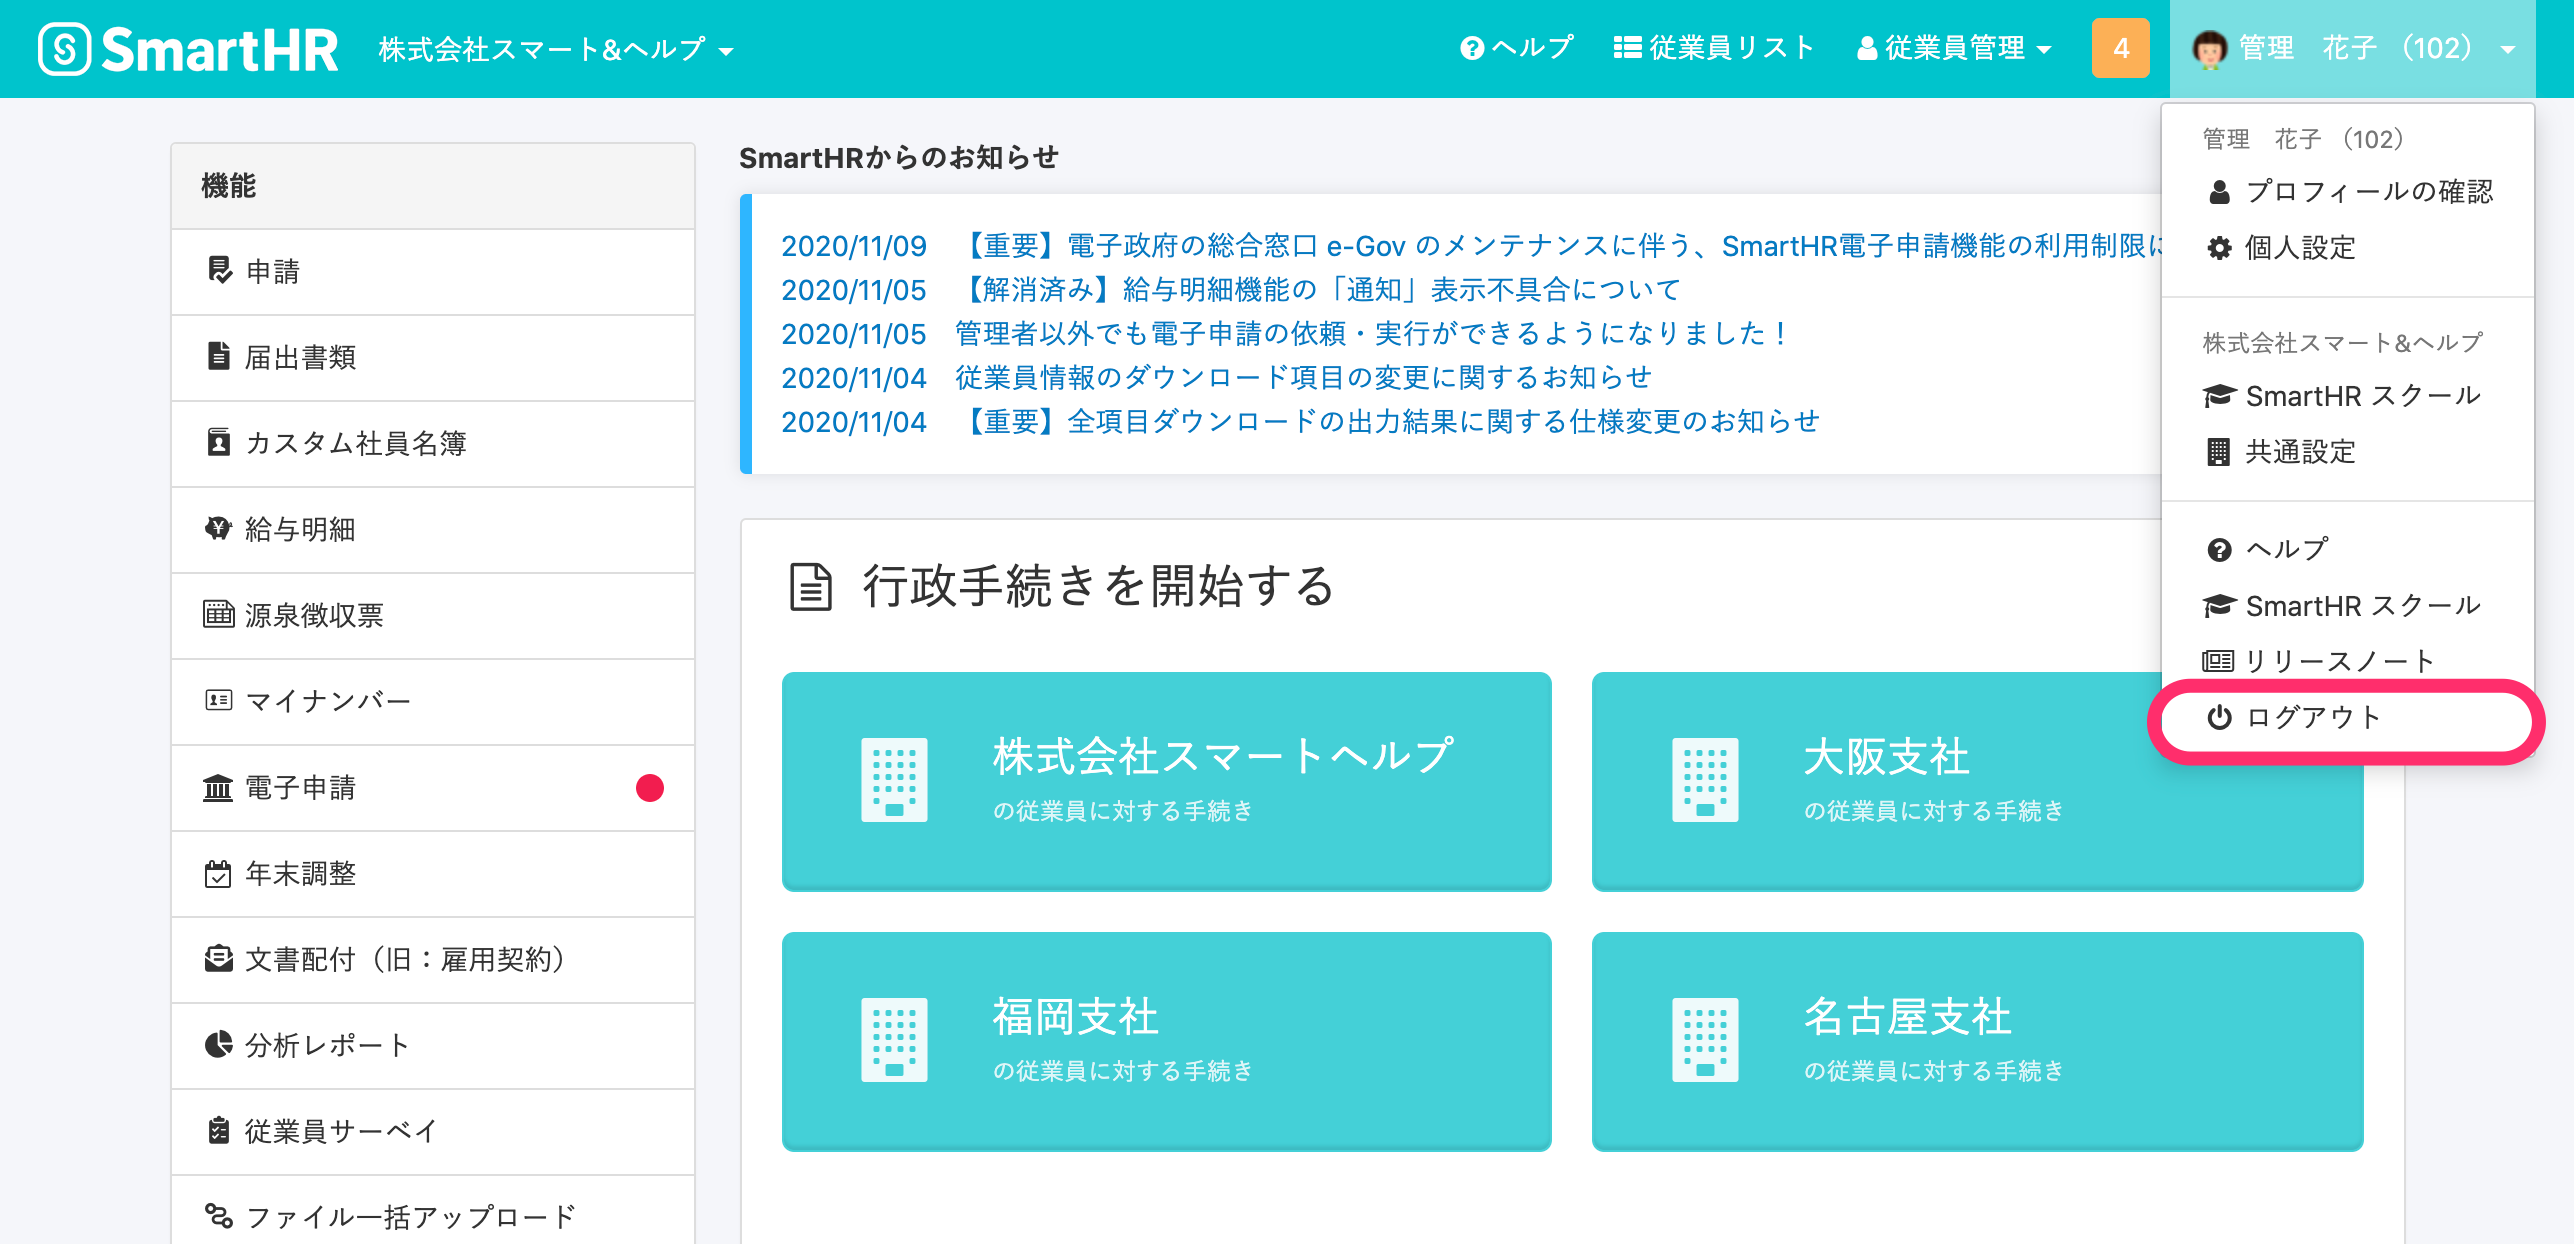 SmartHR 株式会社スマート&ヘルプ
ヘルプ 従業員リスト 従業員管理 4 管理　花子 （102）
機能
申請
届出書類
カスタム社員名簿
給与明細
源泉徴収票
マイナンバー
電子申請
年末調整
文書配付（旧：雇用契約）
分析レポート
従業員サーベイ
ファイル一括アップロード
SmartHRからのお知らせ
2020/11/09 【重要】電子政府の総合窓口 e-Gov のメンテナンスに伴う、SmartHR電子申請機能の利用制限に
2020/11/05 【解消済み】給与明細機能の「通知」表示不具合について
2020/11/05 管理者以外でも電子申請の依頼・実行ができるようになりました！
2020/11/04 従業員情報のダウンロード項目の変更に関するお知らせ
2020/11/04 【重要】全項目ダウンロードの出力結果に関する仕様変更のお知らせ
行政手続きを開始する
株式会社スマートヘルプ
の従業員に対する手続き
大阪支社
の従業員に対する手続き
福岡支社
の従業員に対する手続き
名古屋支社
の従業員に対する手続き
管理　花子 （102）
プロフィールの確認
個人設定
株式会社スマート&ヘルプ
SmartHR スクール
共通設定
ヘルプ
SmartHR スクール
リリースノート
ログアウト